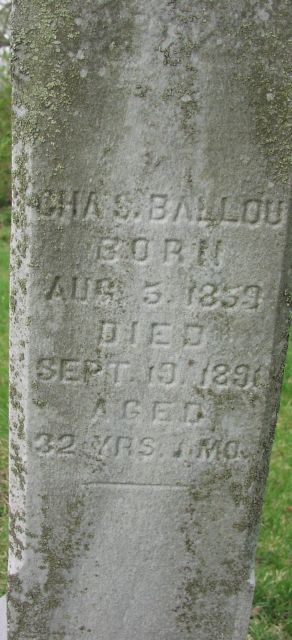 CHAS. BALLOU
BORN
AUG. 5. 1859
DIED
SEPT. 19. 1891
AGED
32 YRS. 1 MO.